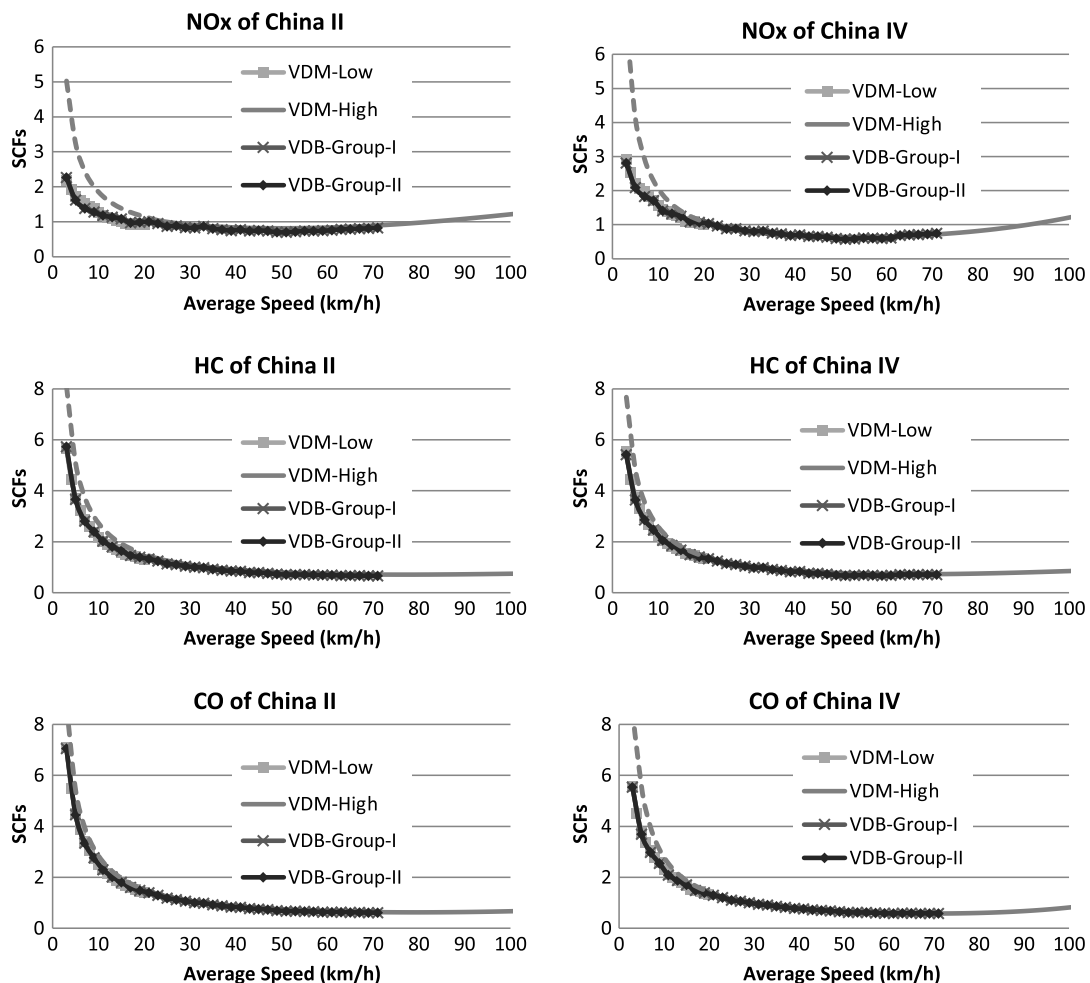 NOx of China II
6
5
4
3
2
1
0
SCFs
VDM-Low
VDM-High
VDB-Group-I
VDB-Group-II
0 10 20 30 40 50 60 70 80 90 100
Average Speed (km/h)
NOx of China IV
6
5
4
3
2
1
0
SCFs
VDM-Low
VDM-High
VDB-Group-I
VDB-Group-II
0 10 20 30 40 50 60 70 80 90 100
Average Speed (km/h)
HC of China II
8
6
4
2
0
SCFs
VDM-Low
VDM-High
VDB-Group-I
VDB-Group-II
0 10 20 30 40 50 60 70 80 90 100
Average Speed (km/h)
HC of China IV
8
6
4
2
0
SCFs
VDM-Low
VDM-High
VDB-Group-I
VDB-Group-II
0 10 20 30 40 50 60 70 80 90 100
Average Speed (km/h)
CO of China II
8
6
4
2
0
SCFs
VDM-Low
VDM-High
VDB-Group-I
VDB-Group-II
0 10 20 30 40 50 60 70 80 90 100
Average Speed (km/h)
CO of China IV
8
6
4
2
0
SCFs
VDM-Low
VDM-High
VDB-Group-I
VDB-Group-II
0 10 20 30 40 50 60 70 80 90 100
Average Speed (km/h)